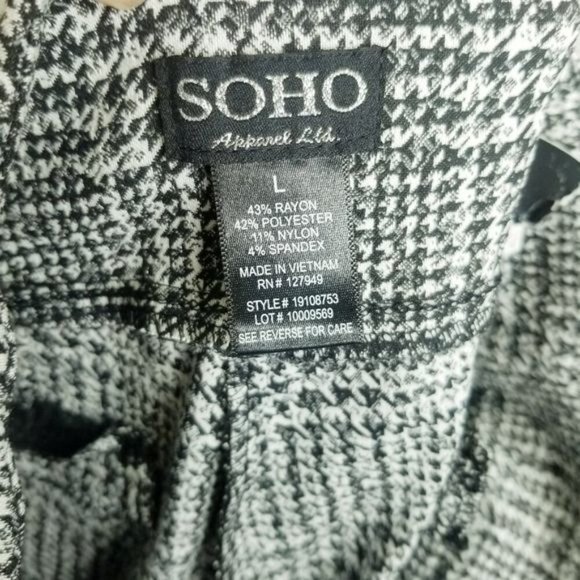 SOHO
Apparel Ltd.
L
43% RAYON
42% POLYESTER
11% NYLON
4% SPANDEX
MADE IN VIETNAM
RN# 127949
STYLE# 19108753
LOT# 10009569
SEE REVERSE FOR CARE